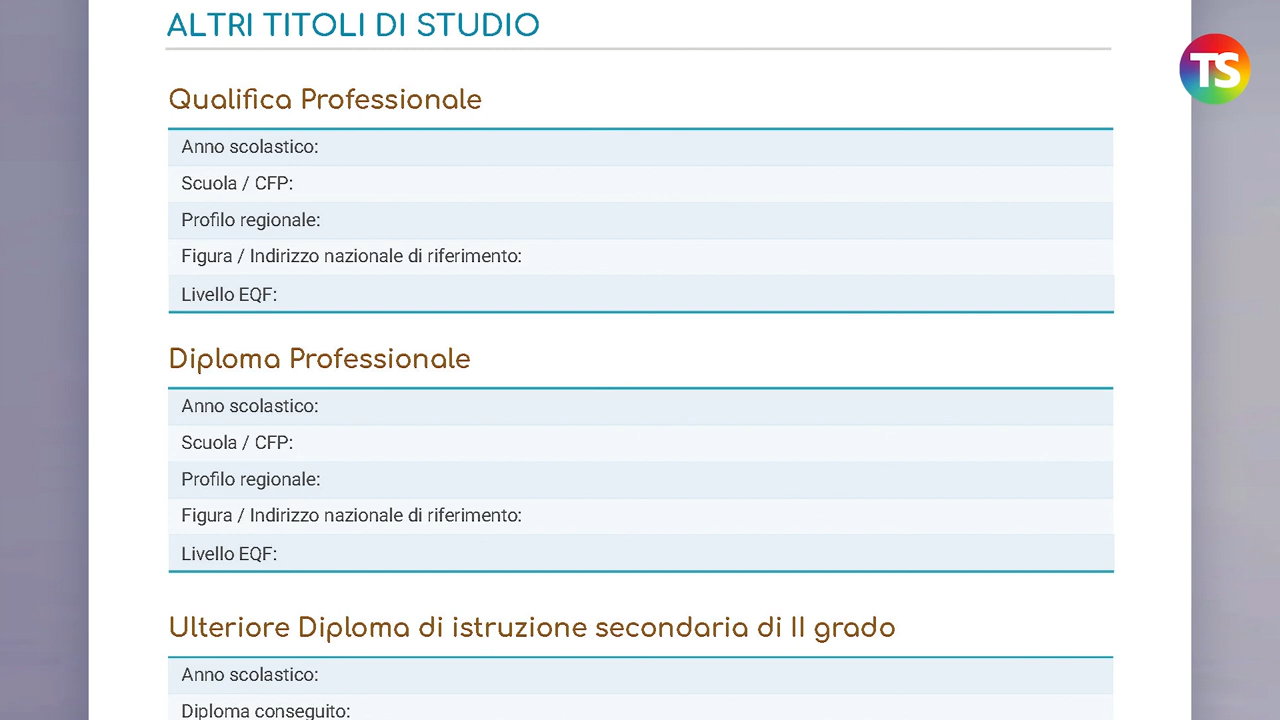 ALTRI TITOLI DI STUDIO
TS
Qualifica Professionale
Anno scolastico:
Scuola / CFP:
Profilo regionale:
Figura / Indirizzo nazionale di riferimento:
Livello EQF:
Diploma Professionale
Anno scolastico:
Scuola / CFP:
Profilo regionale:
Figura / Indirizzo nazionale di riferimento:
Livello EQF:
Ulteriore Diploma di istruzione secondaria di II grado
Anno scolastico:
Diploma conseguito: